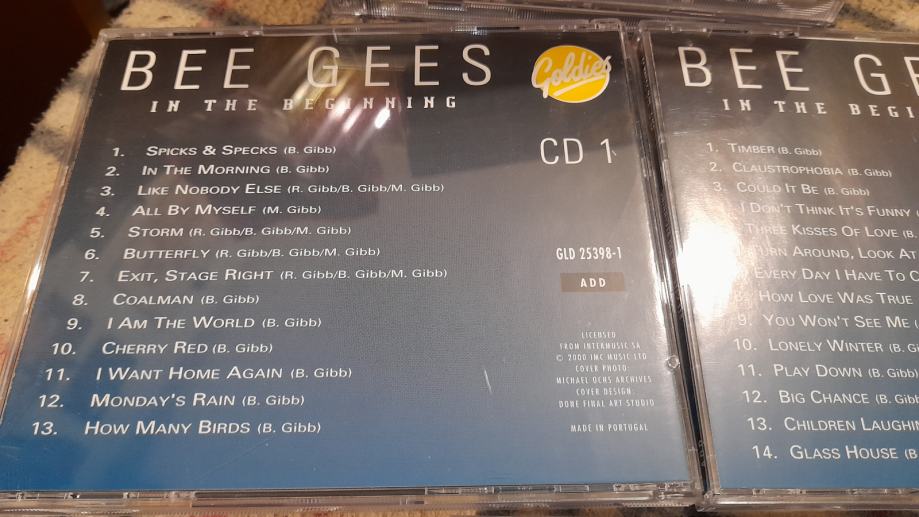 BEE GEES
IN THE BEGINNING
Goldies
CD 1
1. SPICKS & SPECKS (B. Gibb)
2. IN THE MORNING (B. Gibb)
3. LIKE NOBODY ELSE (R. Gibb/B. Gibb/M. Gibb)
4. ALL BY MYSELF (M. Gibb)
5. STORM (R. Gibb/B. Gibb/M. Gibb)
6. BUTTERFLY (R. Gibb/B. Gibb/M. Gibb)
7. EXIT, STAGE RIGHT (R. Gibb/B. Gibb/M. Gibb)
8. COALMAN (B. Gibb)
9. I AM THE WORLD (B. Gibb)
10. CHERRY RED (B. Gibb)
11. I WANT HOME AGAIN (B. Gibb)
12. MONDAY'S RAIN (B. Gibb)
13. HOW MANY BIRDS (B. Gibb)
GLD 25398-1
ADD
LICENSED
FROM INTERMUSIC SA
© 2000 IMC MUSIC LTD
COVER PHOTO:
MICHAEL OCHS ARCHIVES
COVER DESIGN:
DONE FINAL ART STUDIO
MADE IN PORTUGAL
BEE GE
IN THE BEGI
1. TIMBER (B. Gibb)
2. CLAUSTROPHOBIA (B. Gibb)
3. COULD IT BE (B. Gibb)
I DON'T THINK IT'S FUNNY
THREE KISSES OF LOVE (B.
TURN AROUND, LOOK AT
EVERY DAY I HAVE TO C
8. HOW LOVE WAS TRUE
9. YOU WON'T SEE ME (
10. LONELY WINTER (B. Gi
11. PLAY DOWN (B. Gibb)
12. BIG CHANCE (B. Gibb
13. CHILDREN LAUGHIN
14. GLASS HOUSE (B